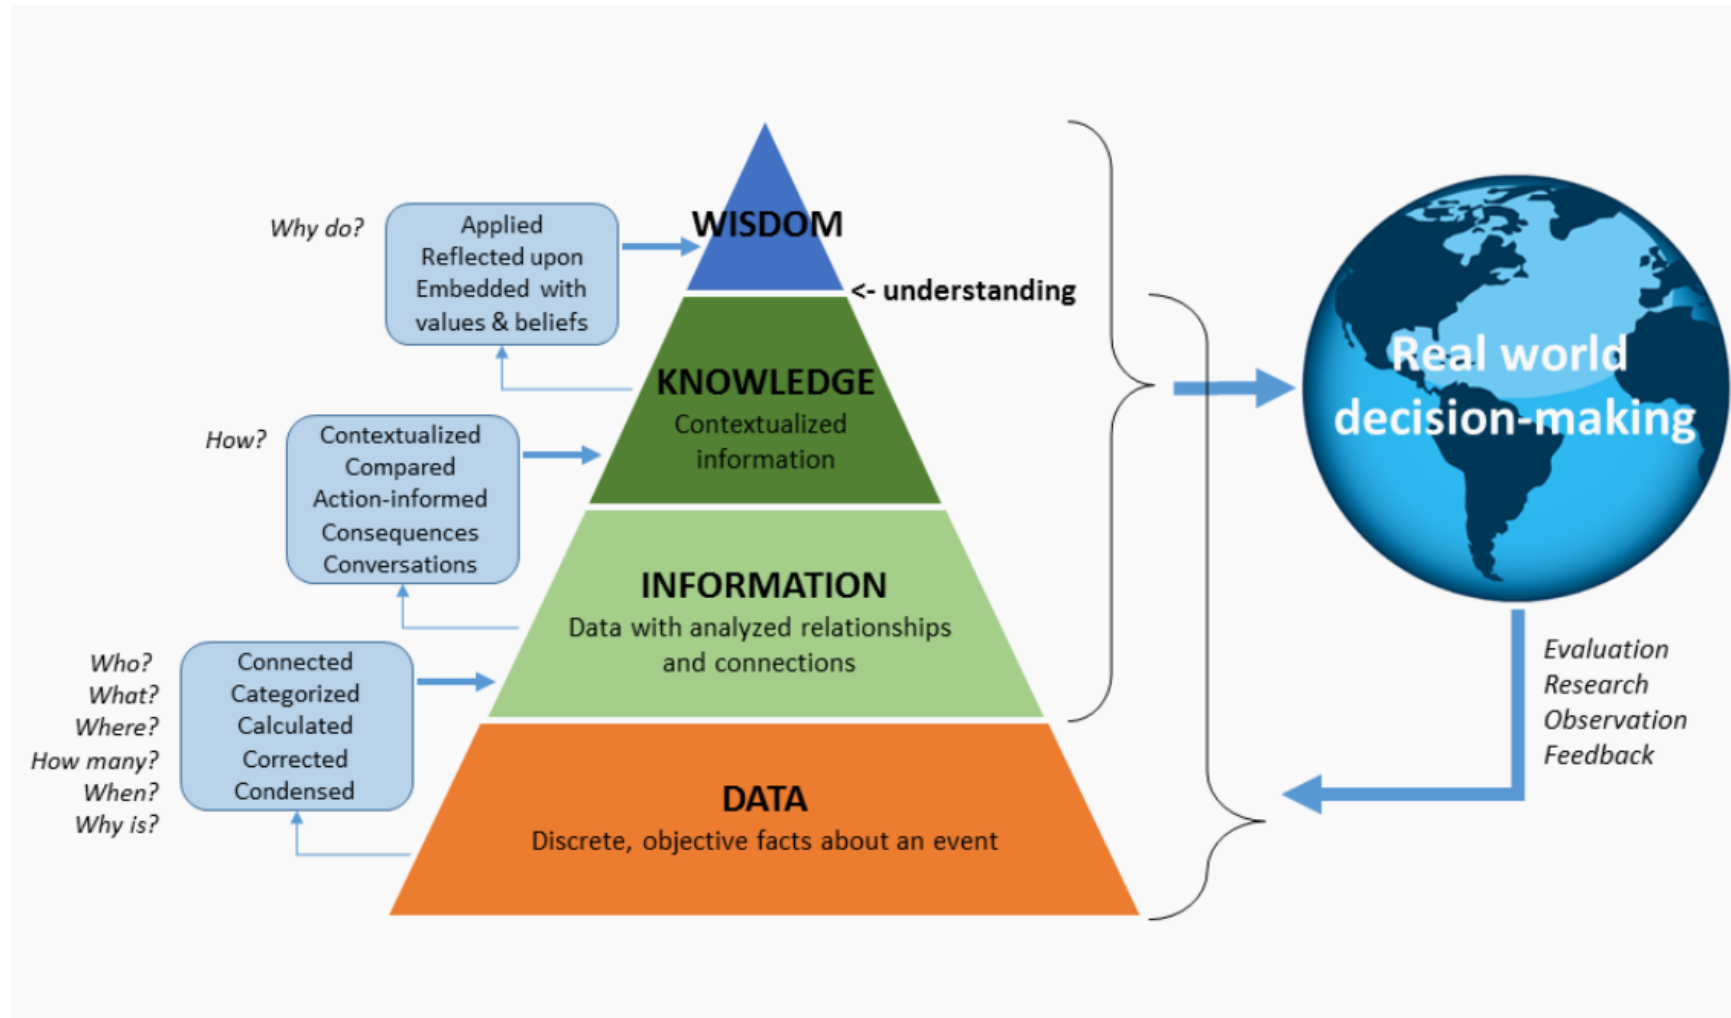 WISDOM
Why do?
Applied
Reflected upon
Embedded with
values & beliefs
<- understanding
KNOWLEDGE
Contextualized
information
How?
Contextualized
Compared
Action-informed
Consequences
Conversations
INFORMATION
Data with analyzed relationships
and connections
Who?
What?
Where?
How many?
When?
Why is?
Connected
Categorized
Calculated
Corrected
Condensed
DATA
Discrete, objective facts about an event
Real world
decision-making
Evaluation
Research
Observation
Feedback